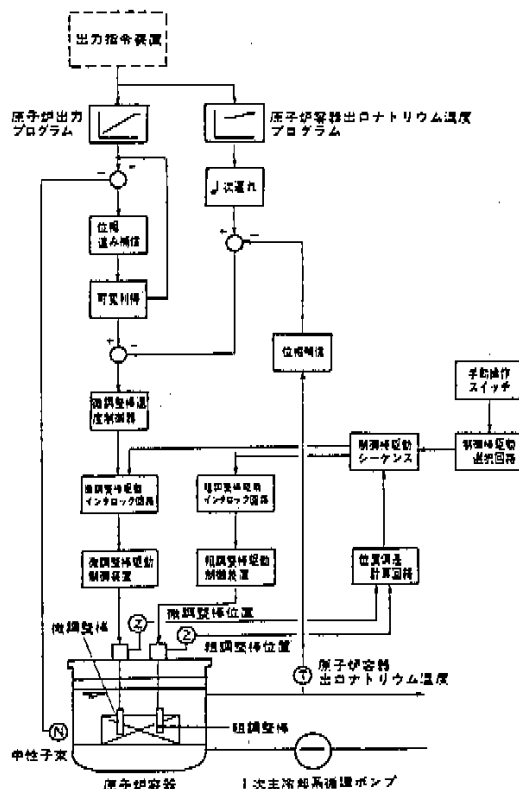 出力指令装置
原子炉出力
プログラム
原子炉容器出口ナトリウム温度
プログラム
1次遅れ
位相
進み補償
可変利得
位相補償
手動操作
スイッチ
微調整棒速
度制御器
制御棒駆動
シーケンス
制御棒駆動
選択回路
微調整棒駆動
インタロック回路
粗調整棒駆動
インタロック回路
微調整棒駆動
制御装置
粗調整棒駆動
制御装置
位置偏差
計算回路
微調整棒位置
微調整棒
粗調整棒位置
Z
Z
T
原子炉容器
出口ナトリウム温度
N
中性子束
粗調整棒
原子炉容器
1次主冷却系循環ポンプ